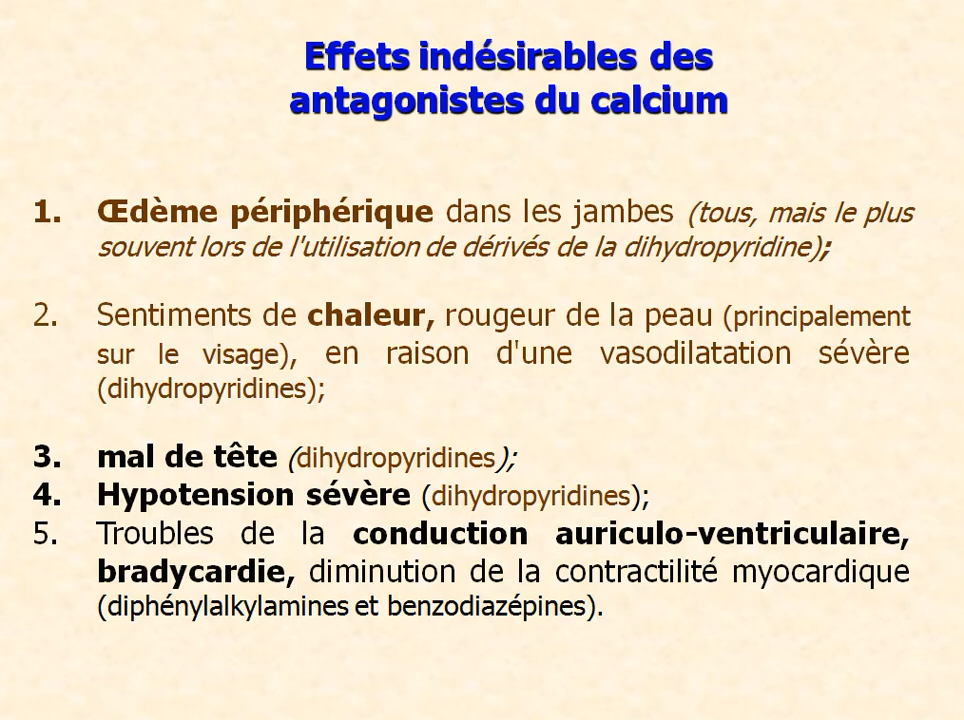 Effets indésirables des
antagonistes du calcium
1. Œdème périphérique dans les jambes (tous, mais le plus
souvent lors de l'utilisation de dérivés de la dihydropyridine);
2. Sentiments de chaleur, rougeur de la peau (principalement
sur le visage), en raison d'une vasodilatation sévère
(dihydropyridines);
3. mal de tête (dihydropyridines);
4. Hypotension sévère (dihydropyridines);
5. Troubles de la conduction auriculo-ventriculaire,
bradycardie, diminution de la contractilité myocardique
(diphénylalkylamines et benzodiazépines).